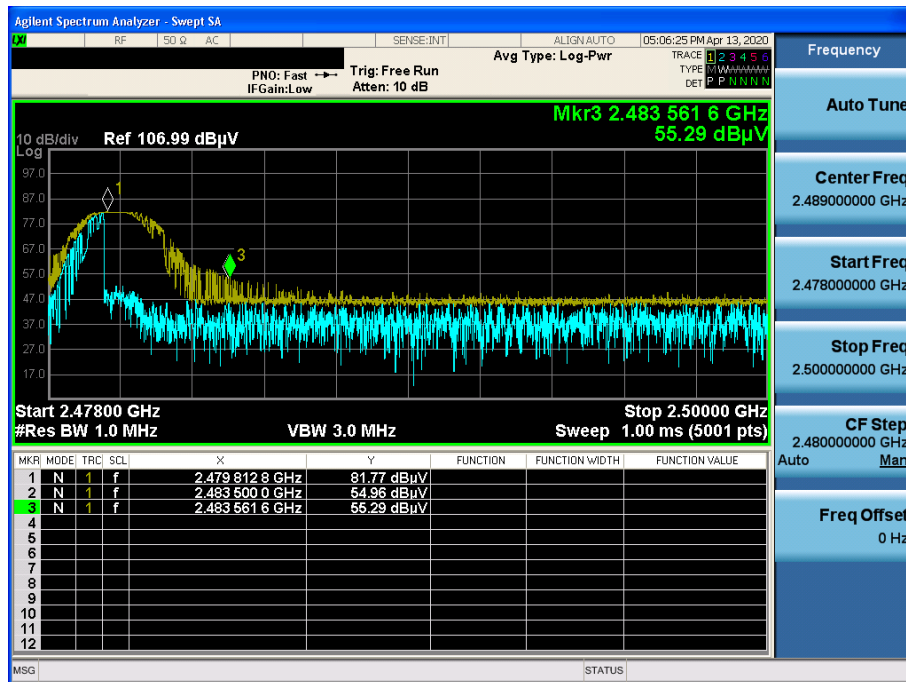 Agilent Spectrum Analyzer - Swept SA
LXI RF 50 Ω AC SENSE:INT ALIGN AUTO 05:06:25 PM Apr 13, 2020
Avg Type: Log-Pwr TRACE 1 2 3 4 5 6
PNO: Fast Trig: Free Run TYPE M W W W W W
IFGain:Low Atten: 10 dB DET P P N N N N
Mkr3 2.483 561 6 GHz
55.29 dBµV
10 dB/div Ref 106.99 dBµV
Log
97.0
87.0
77.0
67.0
57.0
47.0
37.0
27.0
17.0
1
3
Start 2.47800 GHz Stop 2.50000 GHz
#Res BW 1.0 MHz VBW 3.0 MHz Sweep 1.00 ms (5001 pts)
MKR MODE TRC SCL X Y FUNCTION FUNCTION WIDTH FUNCTION VALUE
1 N 1 f 2.479 812 8 GHz 81.77 dBµV
2 N 1 f 2.483 500 0 GHz 54.96 dBµV
3 N 1 f 2.483 561 6 GHz 55.29 dBµV
4
5
6
7
8
9
10
11
12
MSG STATUS
Frequency
Auto Tune
Center Freq
2.489000000 GHz
Start Freq
2.478000000 GHz
Stop Freq
2.500000000 GHz
CF Step
2.480000000 GHz
Auto Man
Freq Offset
0 Hz